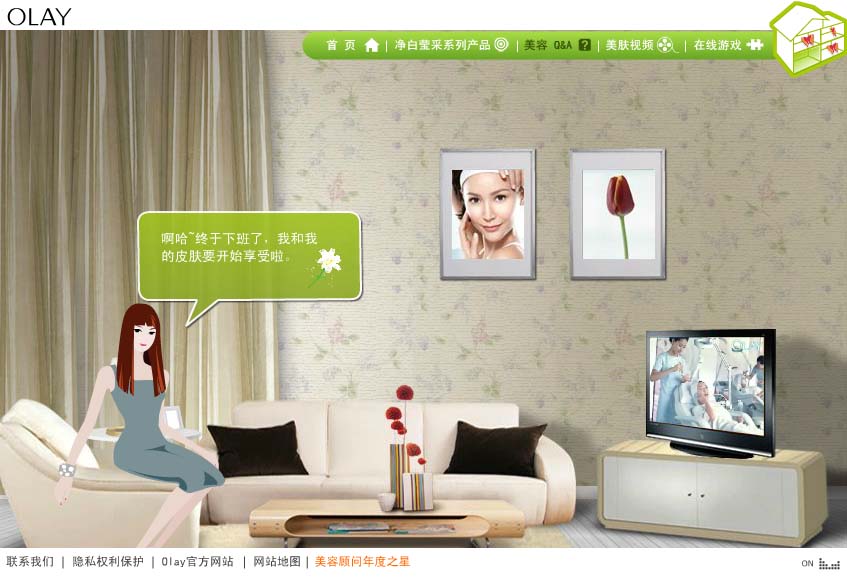 OLAY
首 页 | 净白莹采系列产品 | 美容 Q&A ? | 美肤视频 | 在线游戏
啊哈~终于下班了，我和我
的皮肤要开始享受啦。
OLAY
联系我们 | 隐私权利保护 | Olay官方网站 | 网站地图 | 美容顾问年度之星
ON